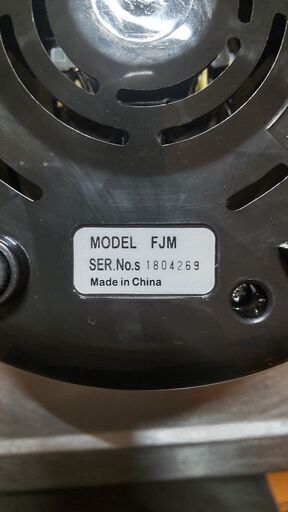 MODEL FJM
SER.No.s 1804269
Made in China